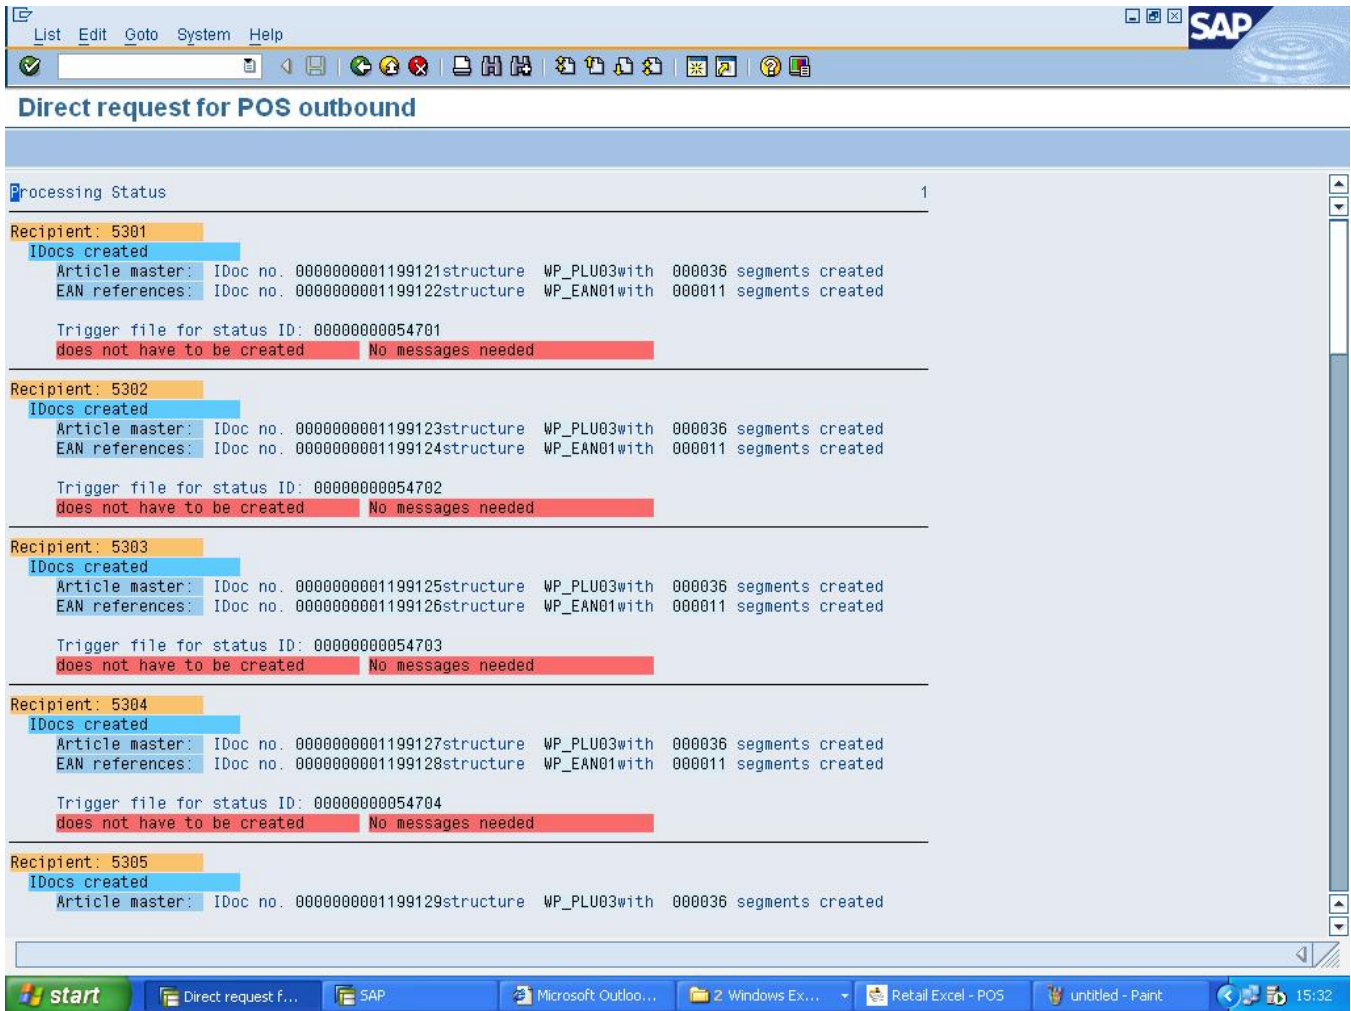 List Edit Goto System Help
SAP
Direct request for POS outbound
Processing Status 1
Recipient: 5301
IDocs created
Article master: IDoc no. 0000000001199121structure WP_PLU03with 000036 segments created
EAN references: IDoc no. 0000000001199122structure WP_EAN01with 000011 segments created
Trigger file for status ID: 00000000054701
does not have to be created No messages needed
Recipient: 5302
IDocs created
Article master: IDoc no. 0000000001199123structure WP_PLU03with 000036 segments created
EAN references: IDoc no. 0000000001199124structure WP_EAN01with 000011 segments created
Trigger file for status ID: 00000000054702
does not have to be created No messages needed
Recipient: 5303
IDocs created
Article master: IDoc no. 0000000001199125structure WP_PLU03with 000036 segments created
EAN references: IDoc no. 0000000001199126structure WP_EAN01with 000011 segments created
Trigger file for status ID: 00000000054703
does not have to be created No messages needed
Recipient: 5304
IDocs created
Article master: IDoc no. 0000000001199127structure WP_PLU03with 000036 segments created
EAN references: IDoc no. 0000000001199128structure WP_EAN01with 000011 segments created
Trigger file for status ID: 00000000054704
does not have to be created No messages needed
Recipient: 5305
IDocs created
Article master: IDoc no. 0000000001199129structure WP_PLU03with 000036 segments created
start Direct request f... SAP Microsoft Outloo... 2 Windows Ex... Retail Excel - POS untitled - Paint 15:32